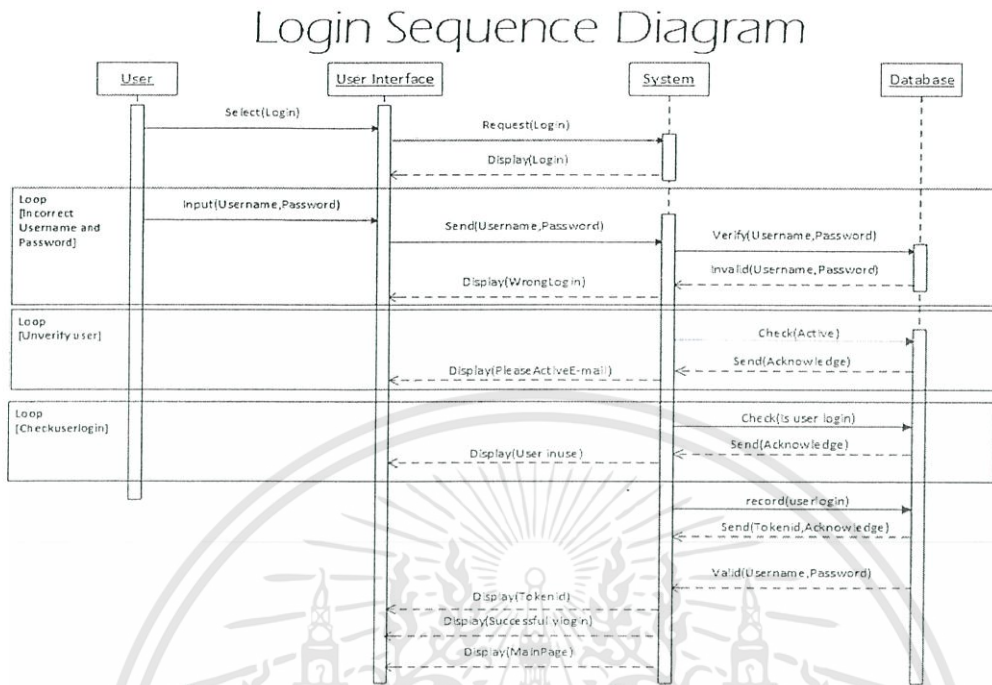 Login Sequence Diagram
User
User Interface
System
Database
Select(Login)
Request(Login)
Display(Login)
Loop
[Incorrect
Username and
Password]
Input(Username,Password)
Send(Username,Password)
Verify(Username,Password)
Invalid(Username,Password)
Display(WrongLogin)
Loop
[Unverify user]
Check(Active)
Send(Acknowledge)
Display(PleaseActiveE-mail)
Loop
[Checkuserlogin]
Check(Is user login)
Send(Acknowledge)
Display(User inuse)
record(userlogin)
Send(Tokenid,Acknowledge)
Valid(Username,Password)
Display(Tokenid)
Display(Successfullylogin)
Display(MainPage)